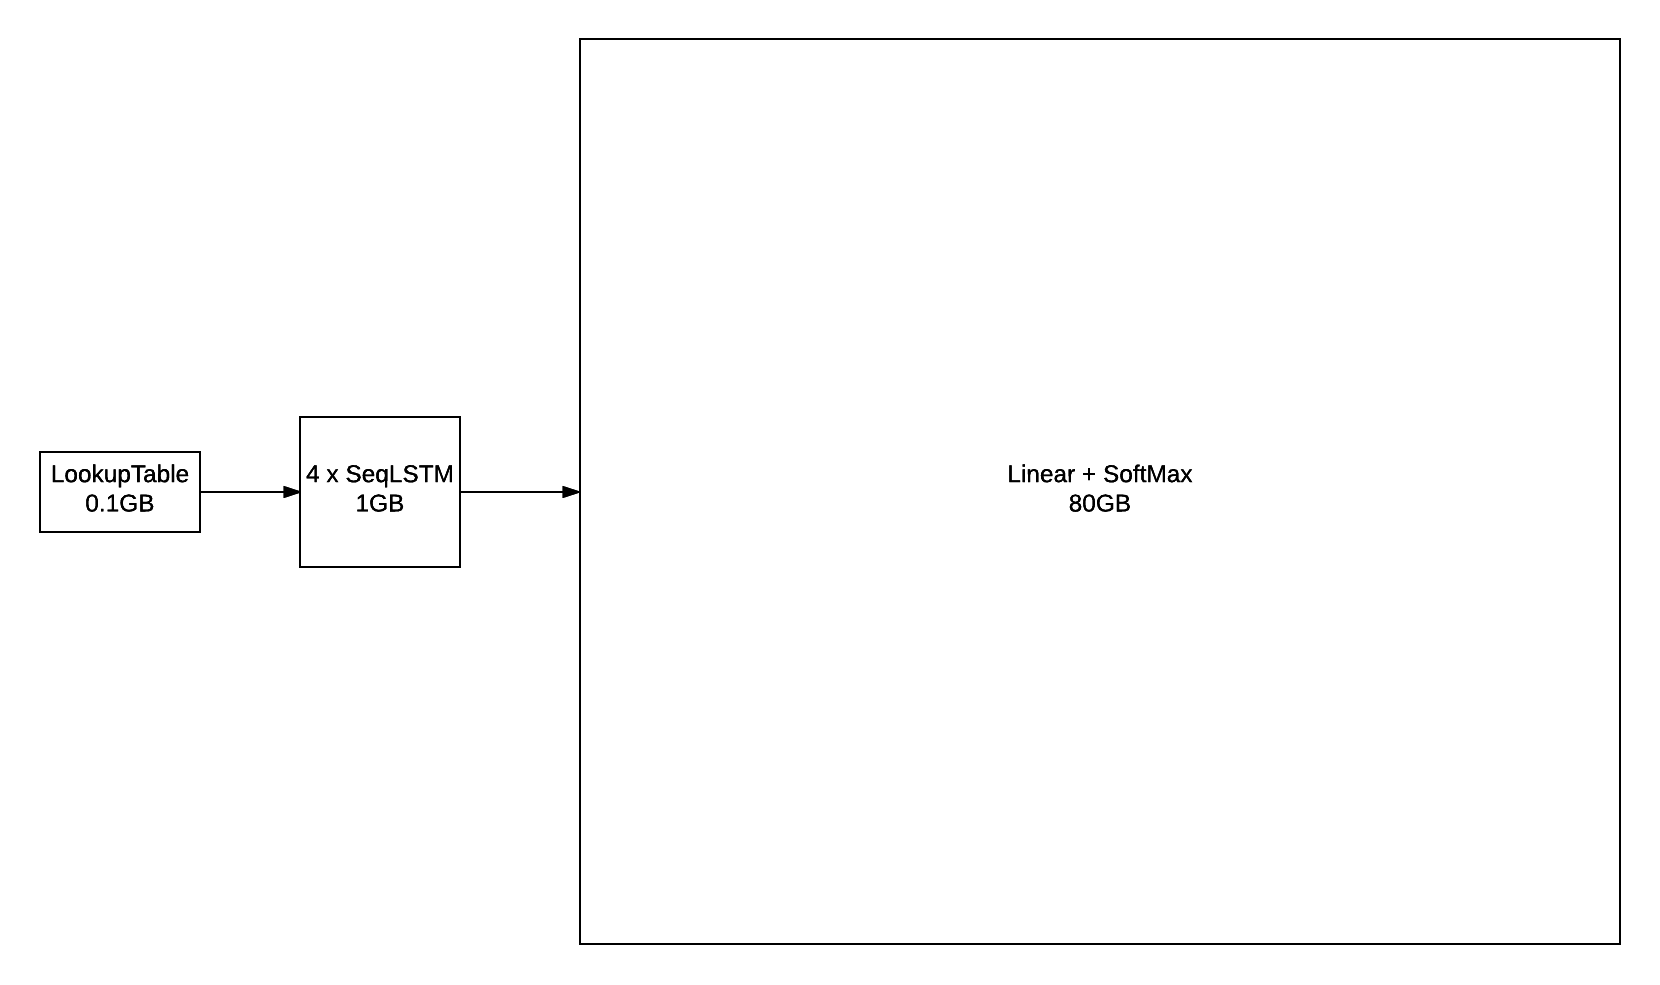 LookupTable
0.1GB
4 x SeqLSTM
1GB
Linear + SoftMax
80GB